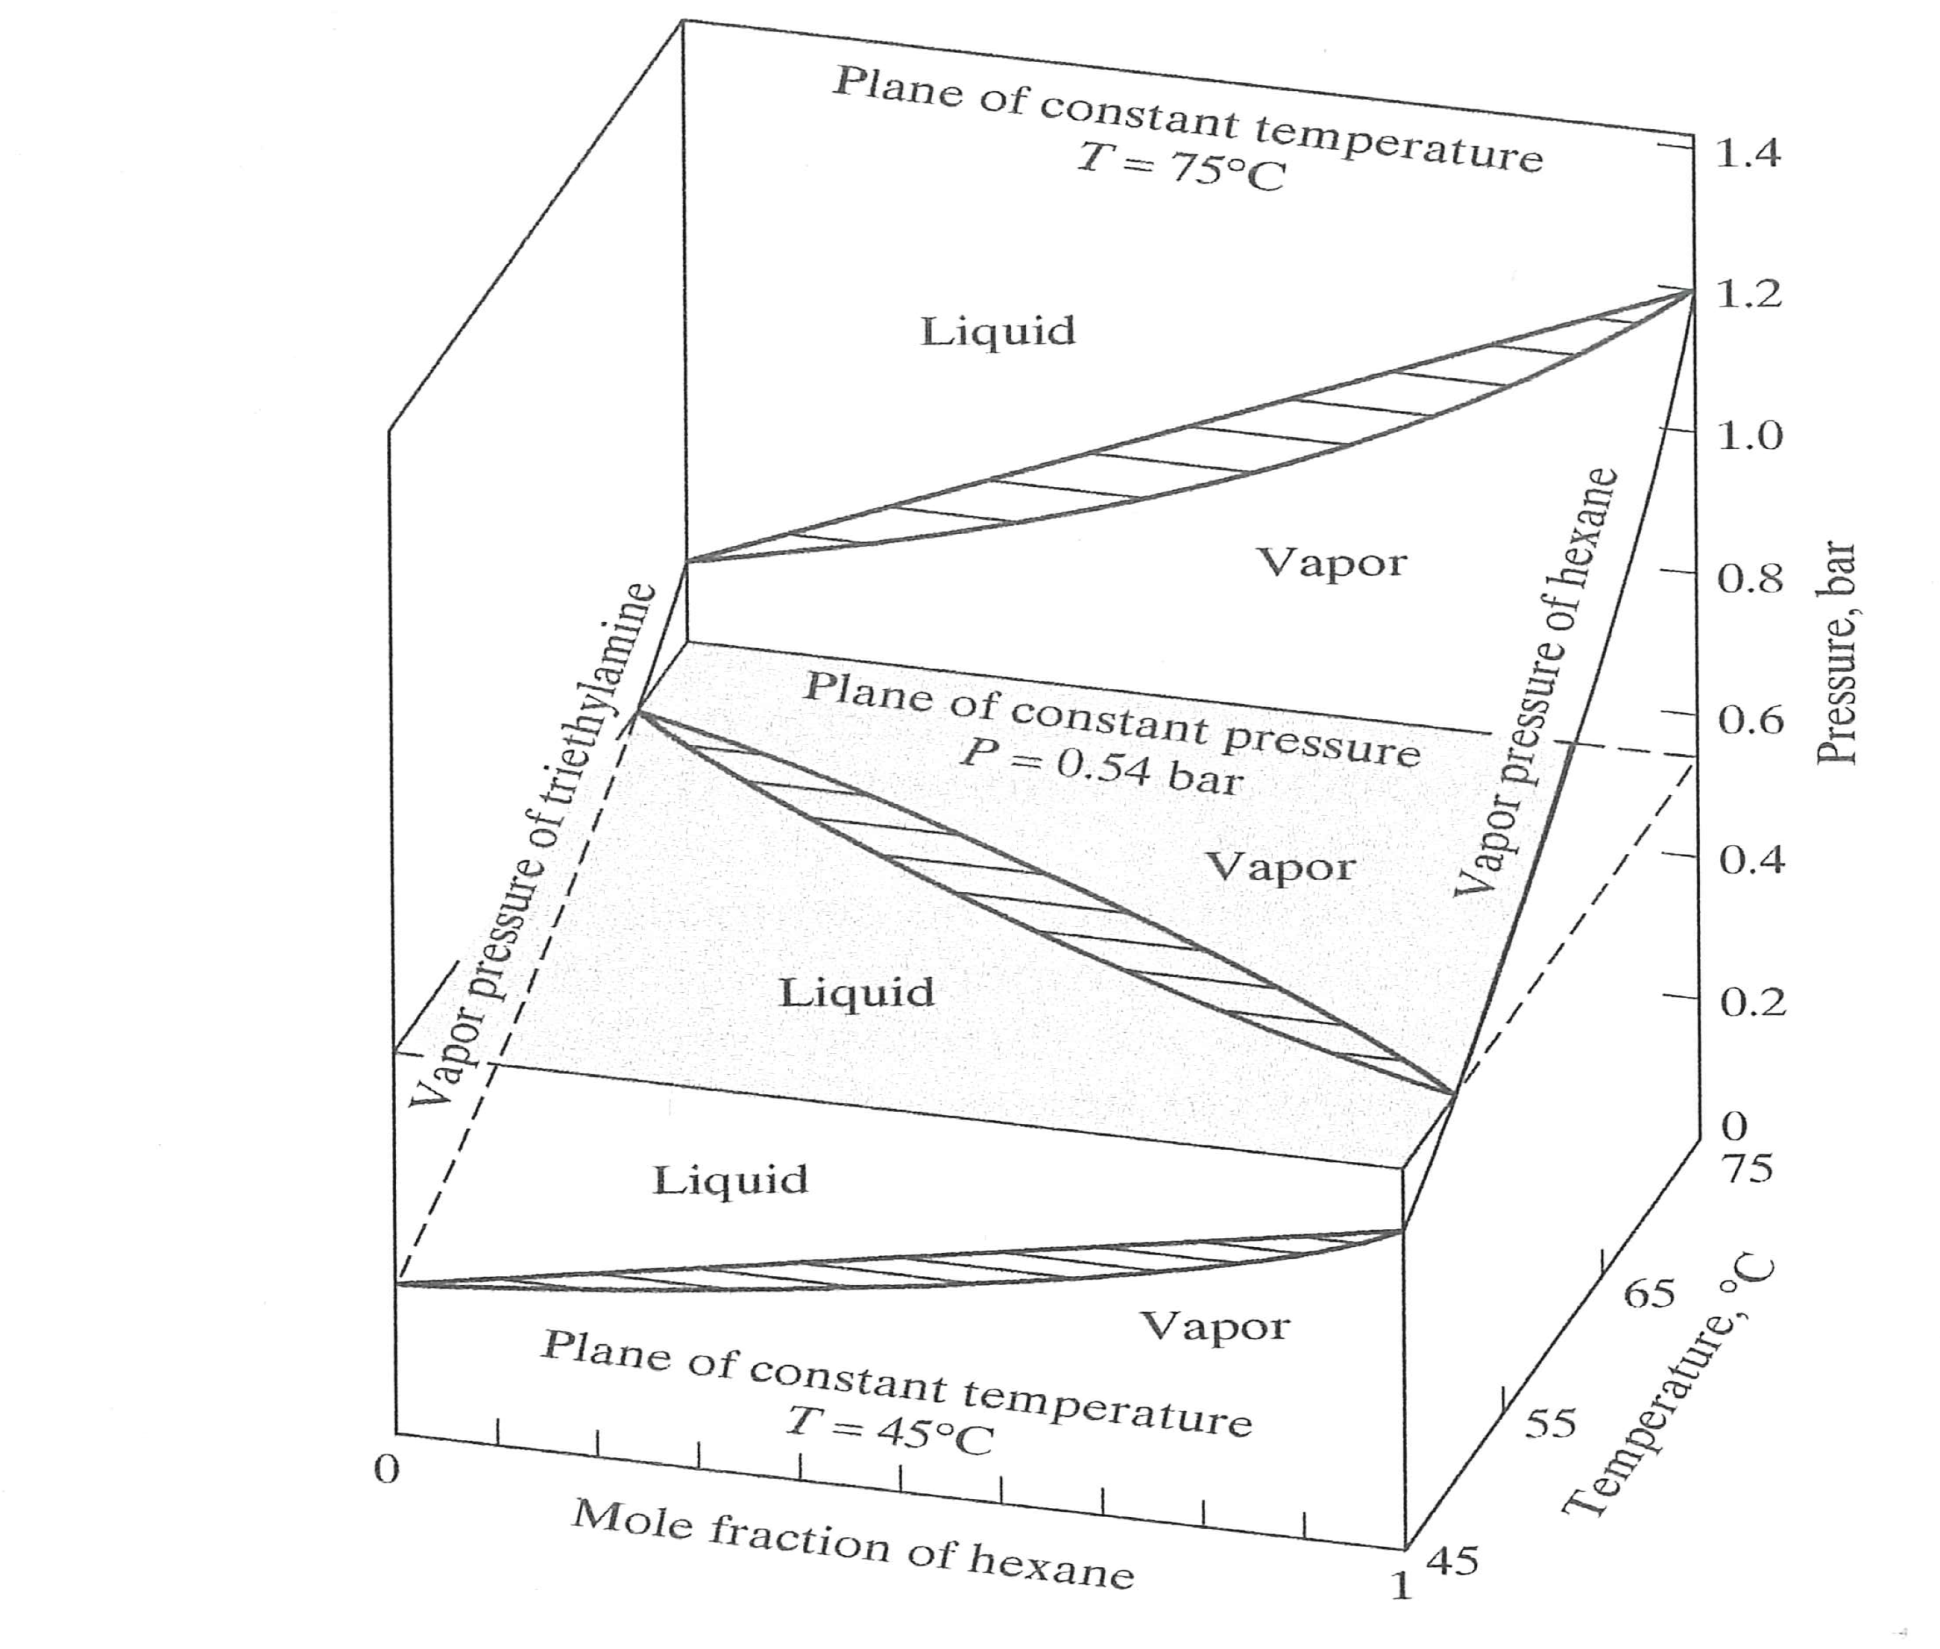 Plane of constant temperature
T = 75°C
1.4
1.2
Liquid
1.0
Vapor
0.8
Vapor pressure of hexane
Pressure, bar
Vapor pressure of triethylamine
Plane of constant pressure
P = 0.54 bar
0.6
Vapor
0.4
Liquid
0.2
0
75
Liquid
65
Vapor
Temperature, °C
Plane of constant temperature
T = 45°C
55
0
Mole fraction of hexane
1
45